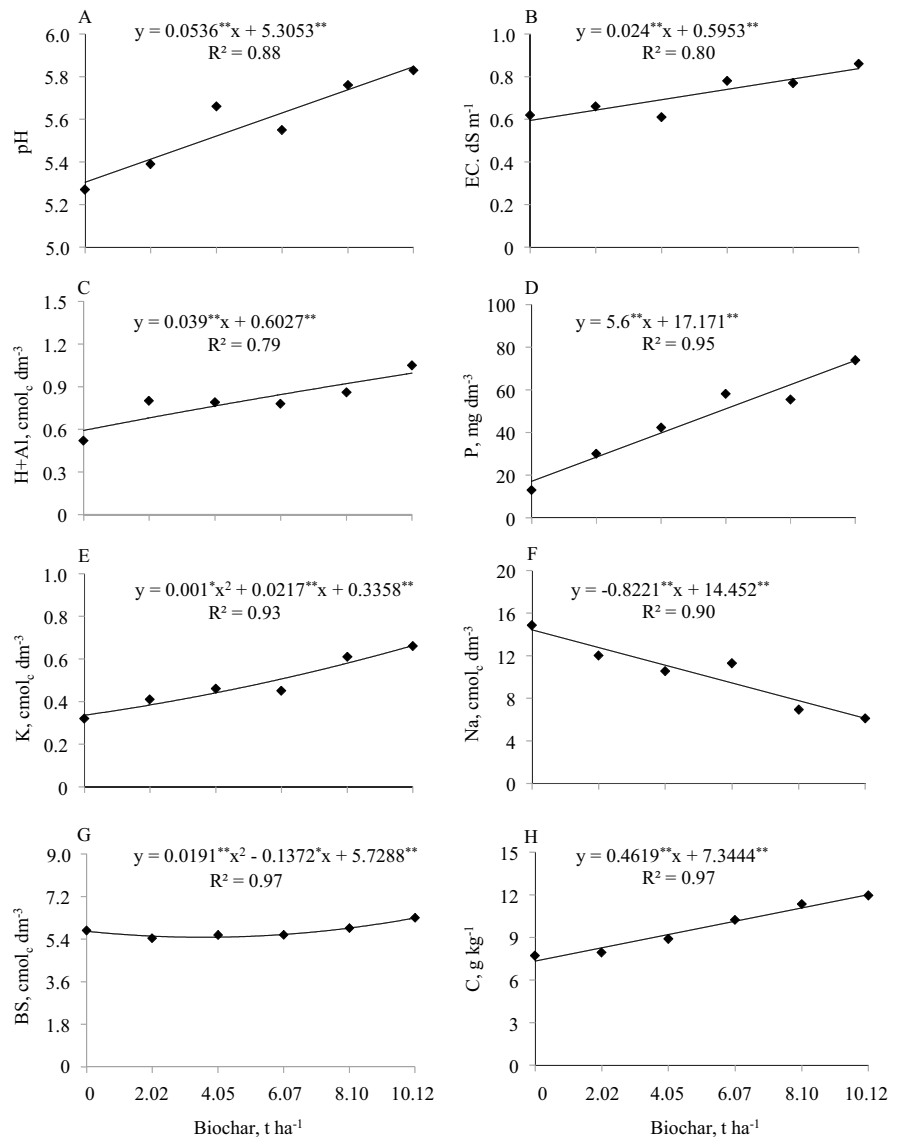 A
y = 0.0536**x + 5.3053**
R² = 0.88
6.0
5.8
5.6
5.4
5.2
5.0
pH
B
y = 0.024**x + 0.5953**
R² = 0.80
1
0.8
0.6
0.4
0.2
0
EC. dS m⁻¹
C
y = 0.039**x + 0.6027**
R² = 0.79
1.5
1.2
0.9
0.6
0.3
0
H+Al, cmol_c dm⁻³
D
y = 5.6**x + 17.171**
R² = 0.95
100
80
60
40
20
0
P, mg dm⁻³
E
y = 0.001*x² + 0.0217**x + 0.3358**
R² = 0.93
1.0
0.8
0.6
0.4
0.2
0
K, cmol_c dm⁻³
F
y = -0.8221**x + 14.452**
R² = 0.90
20
16
12
8
4
0
Na, cmol_c dm⁻³
G
y = 0.0191**x² - 0.1372*x + 5.7288**
R² = 0.97
9.0
7.2
5.4
3.6
1.8
0
BS, cmol_c dm⁻³
0 2.02 4.05 6.07 8.10 10.12
Biochar, t ha⁻¹
H
y = 0.4619**x + 7.3444**
R² = 0.97
15
12
9
6
3
0
C, g kg⁻¹
0 2.02 4.05 6.07 8.10 10.12
Biochar, t ha⁻¹